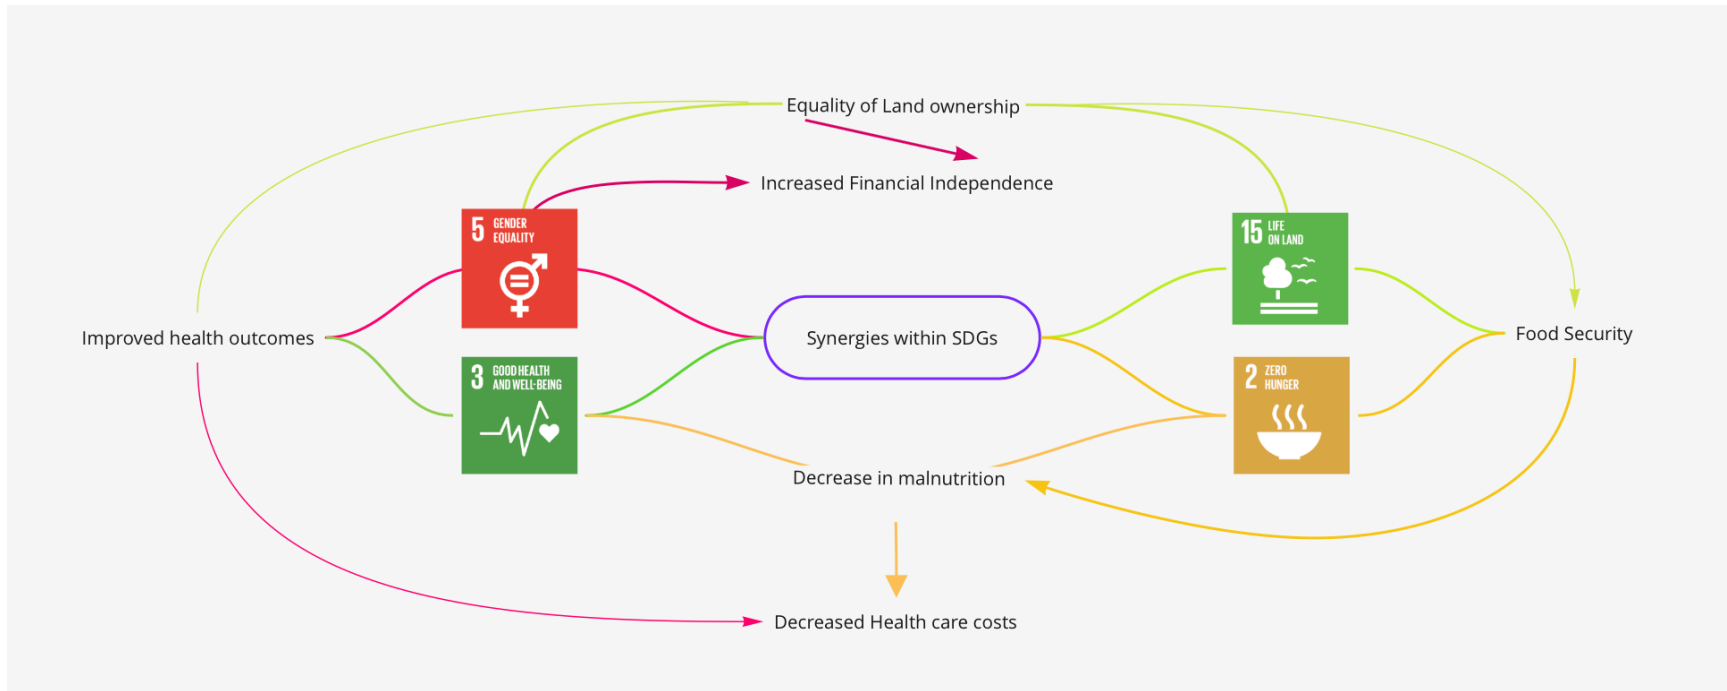 Equality of Land ownership
Increased Financial Independence
5 GENDER
EQUALITY
15 LIFE
ON LAND
Improved health outcomes
Synergies within SDGs
Food Security
3 GOOD HEALTH
AND WELL-BEING
2 ZERO
HUNGER
Decrease in malnutrition
Decreased Health care costs